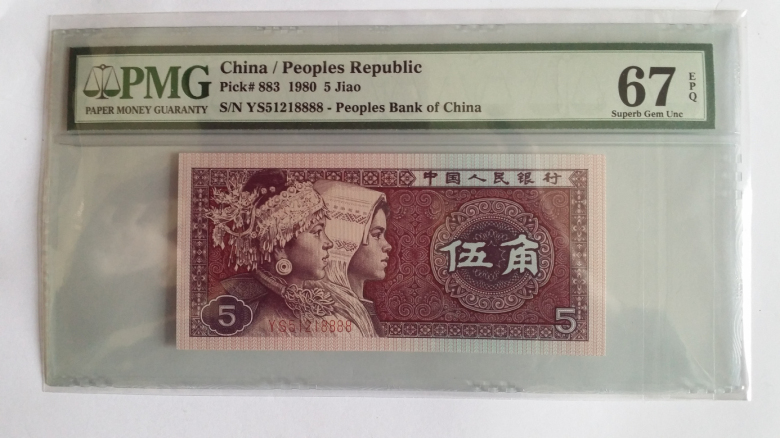 PMG
PAPER MONEY GUARANTY
China / Peoples Republic
Pick# 883 1980 5 Jiao
S/N YS51218888 - Peoples Bank of China
67
EPQ
Superb Gem Unc
中国人民银行
伍角
5
YS51218888
5